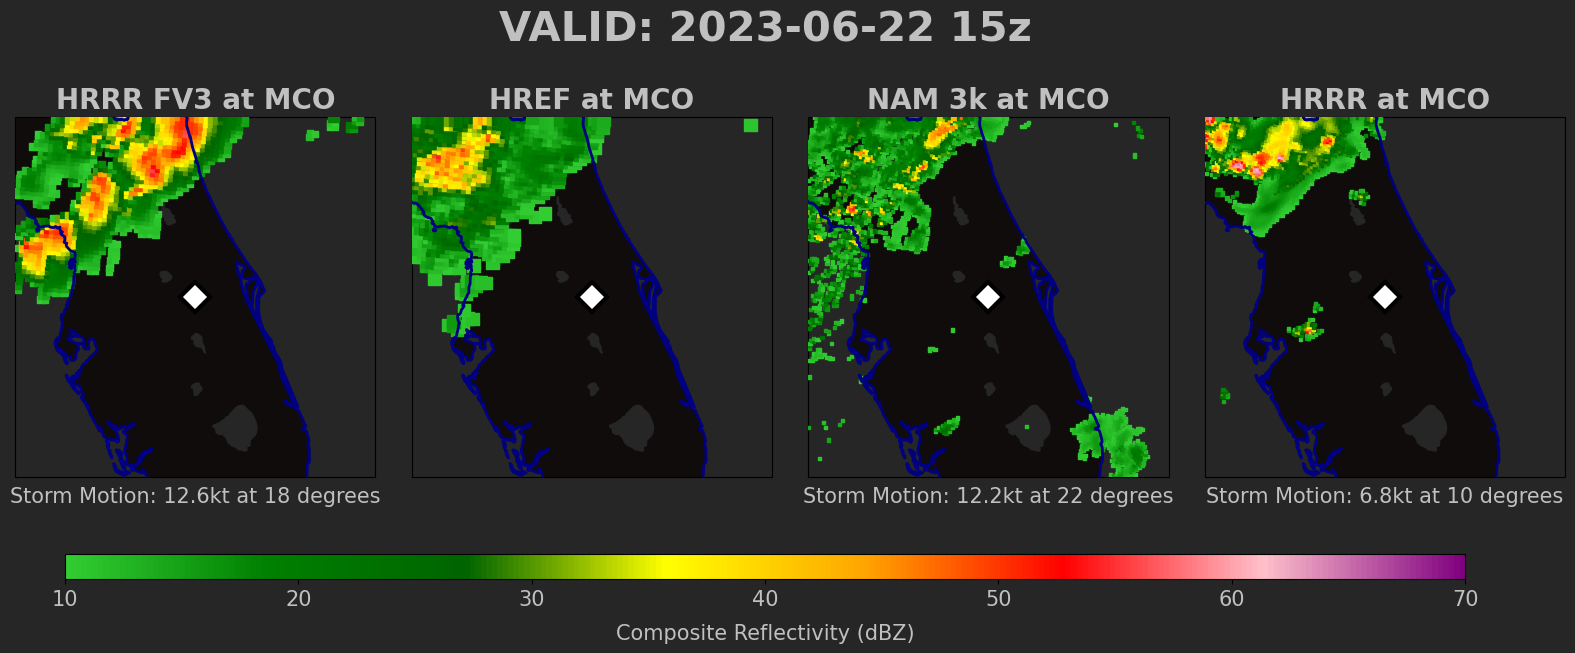 VALID: 2023-06-22 15z
HRRR FV3 at MCO
HREF at MCO
NAM 3k at MCO
HRRR at MCO
Storm Motion: 12.6kt at 18 degrees
Storm Motion: 12.2kt at 22 degrees
Storm Motion: 6.8kt at 10 degrees
10 20 30 40 50 60 70
Composite Reflectivity (dBZ)